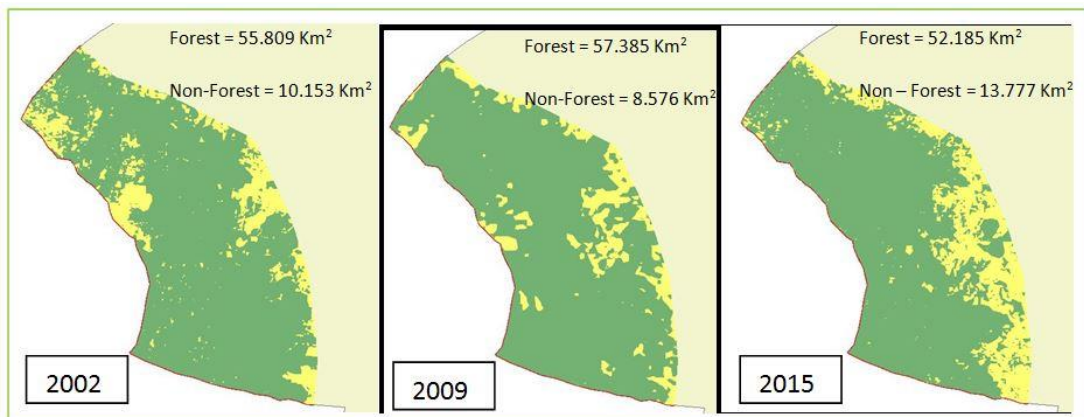 Forest = 55.809 Km²
Non-Forest = 10.153 Km²
2002
Forest = 57.385 Km²
Non-Forest = 8.576 Km²
2009
Forest = 52.185 Km²
Non – Forest = 13.777 Km²
2015